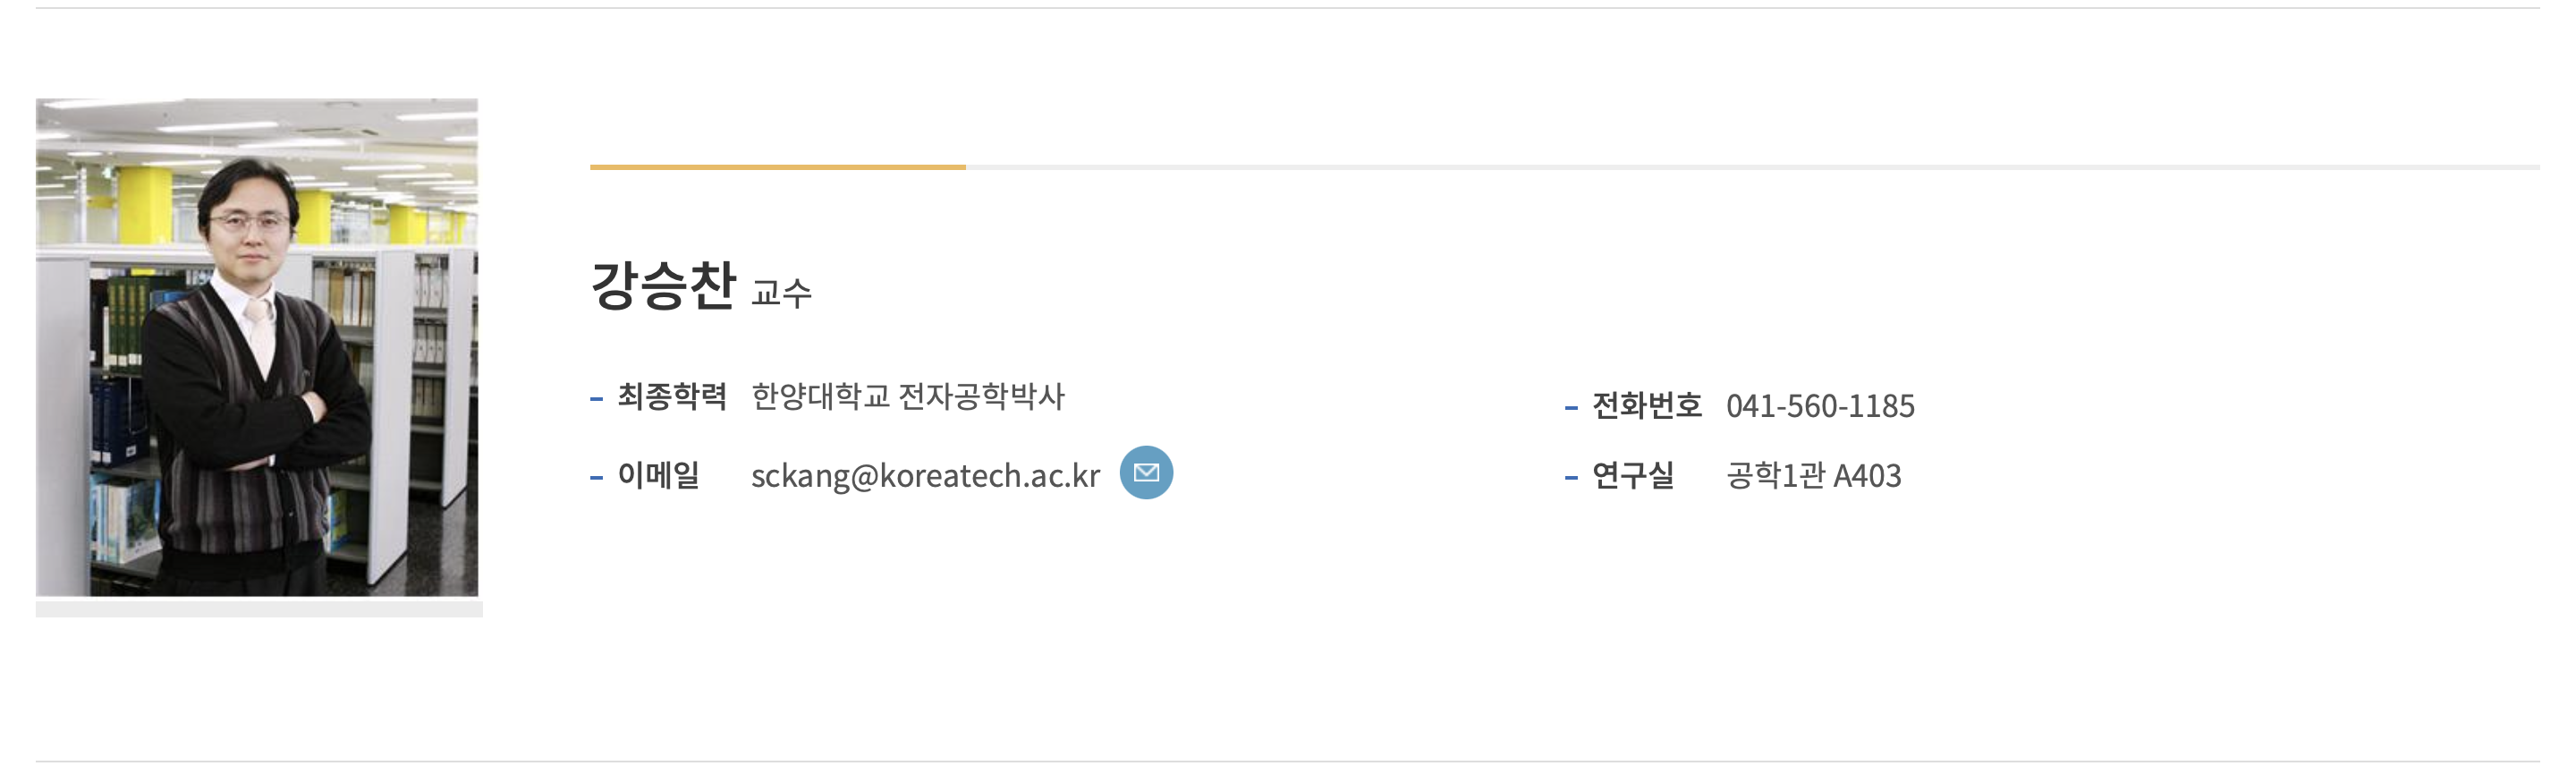 강승찬 교수
최종학력 한양대학교 전자공학박사
전화번호 041-560-1185
이메일 sckang@koreatech.ac.kr
연구실 공학1관 A403